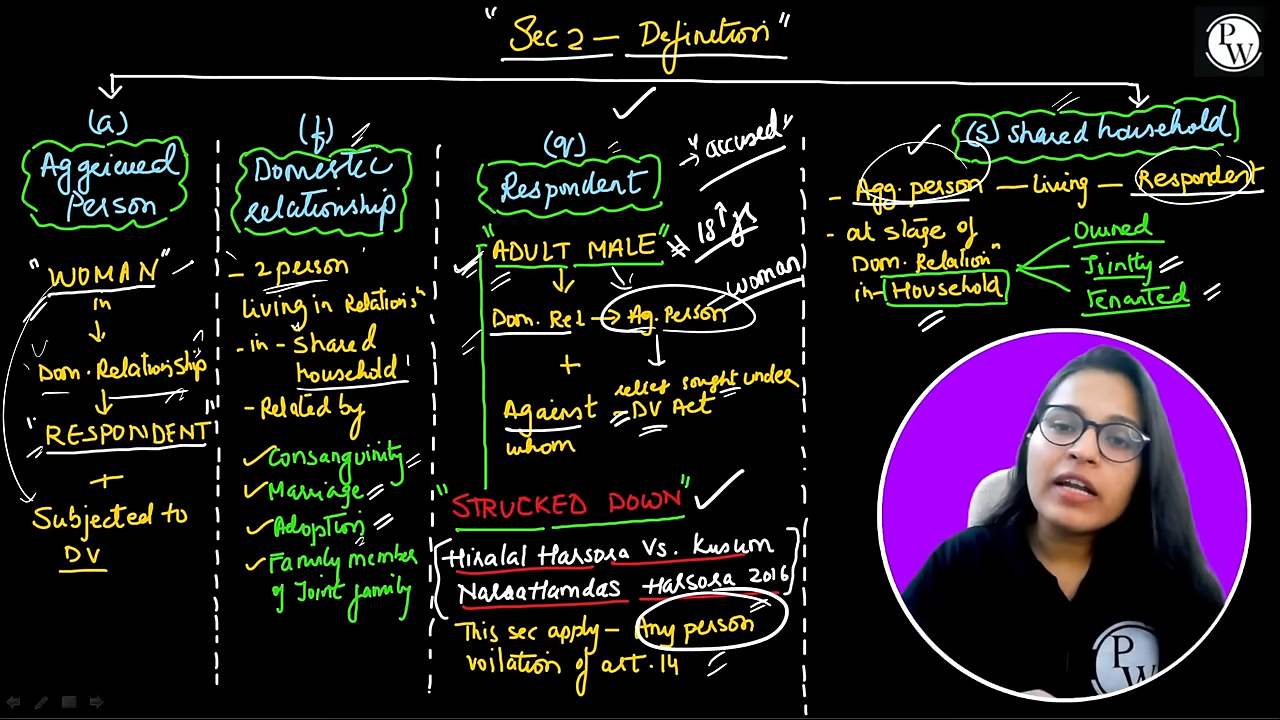 "Sec 2 — Definition"
PW
(a)
Aggrieved
Person
"WOMAN"
in
Dom. Relationship
"RESPONDENT"
+
Subjected to
DV
(f)
Domestic
relationship
- 2 person
living in Relations"
- in - Shared
household'
- Related by
✓ Consanguinity
✓ Marriage
✓ Adoption
✓ Family member
of Joint family
(q)
Respondent
→ "accused"
"ADULT MALE"
18↑ yrs
woman
Dom. Rel → Ag. Person
+
relief sought under
Against - DV Act
whom
"STRUCKED DOWN"
[Hiralal Harsora Vs. Kusum
Harsora 2016]
This sec apply - Any person
voilation of art. 14
(s) shared household
- Agg. person — living — Respondent
- at stage of
Dom. Relation"
in - Household
Owned
Jointly
Tenanted
PW